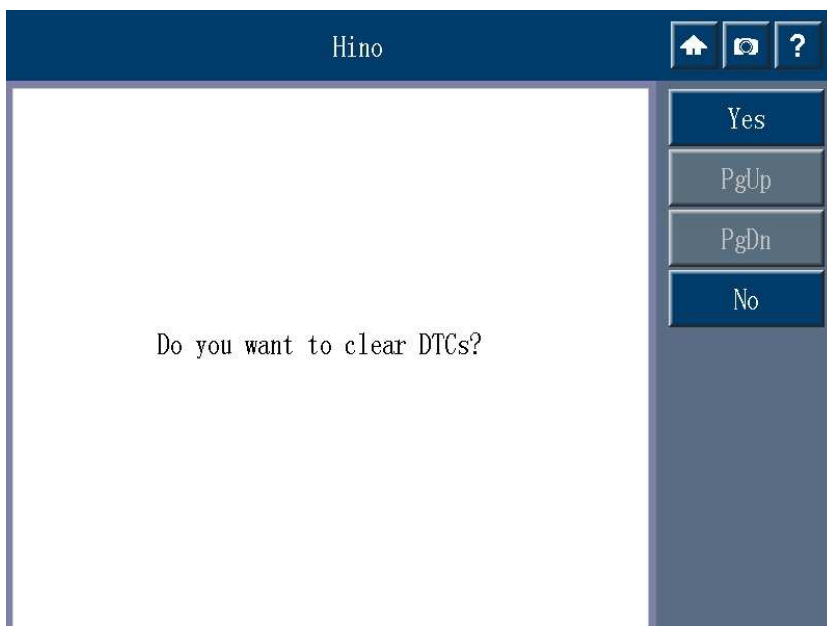 Hino
?
Yes
PgUp
PgDn
No
Do you want to clear DTCs?